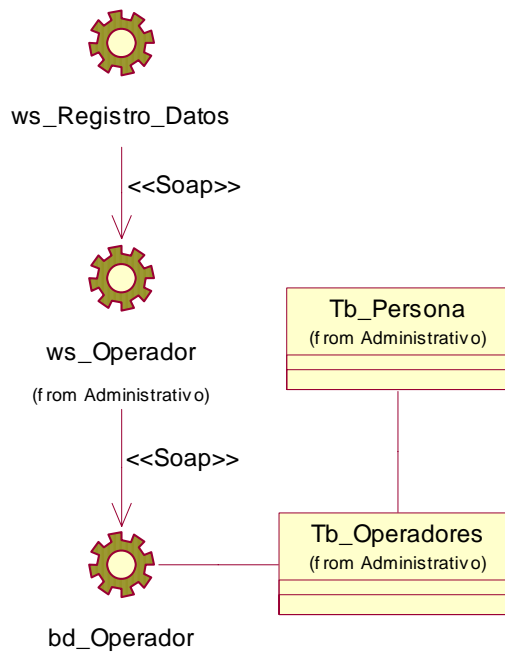 ws_Registro_Datos
<<Soap>>
ws_Operador
(from Administrativo)
Tb_Persona
(from Administrativo)
<<Soap>>
Tb_Operadores
(from Administrativo)
bd_Operador